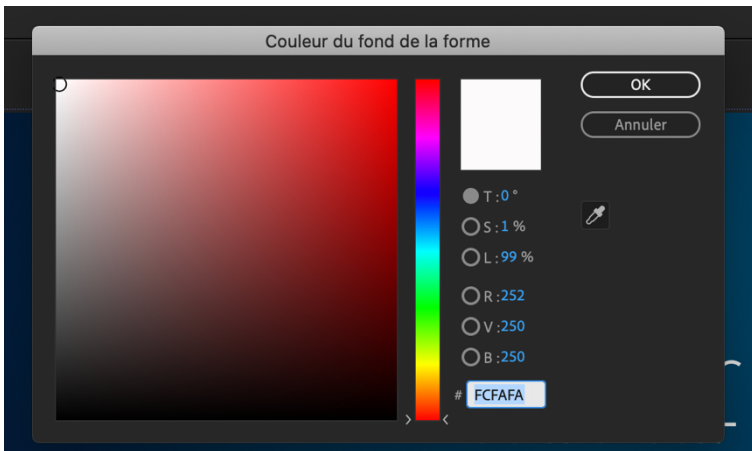 Couleur du fond de la forme
OK
Annuler
T : 0 °
S : 1 %
L : 99 %
R : 252
V : 250
B : 250
# FCFAFA